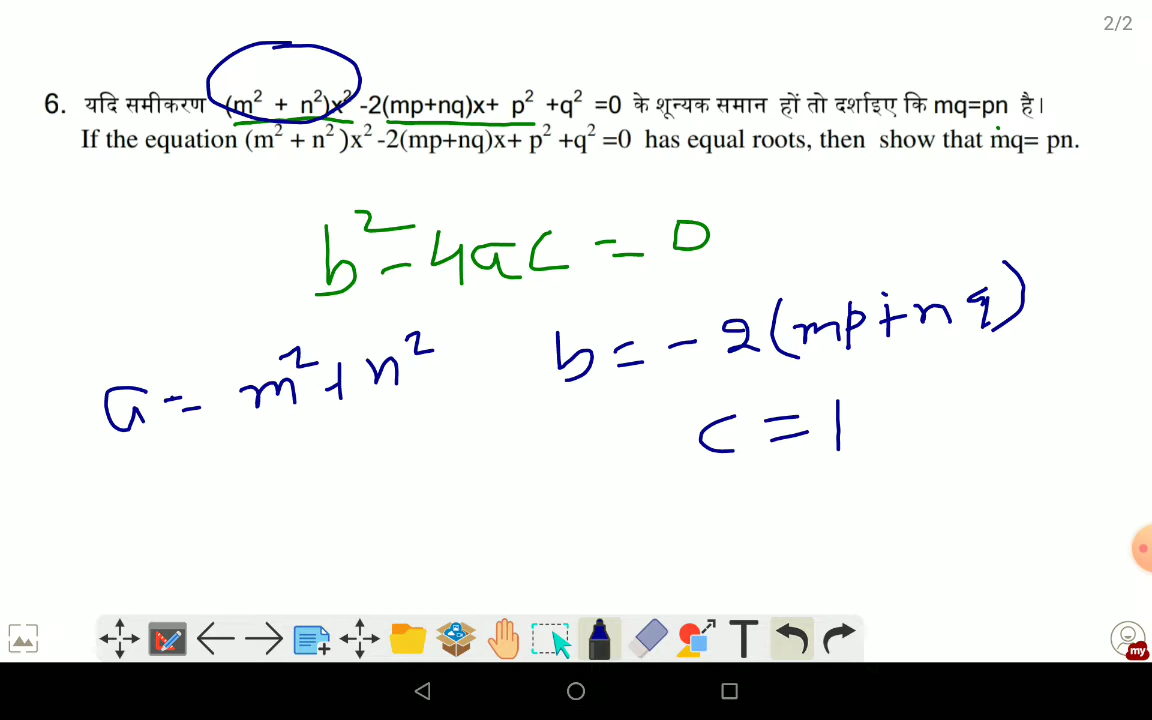 2/2
6. यदि समीकरण (m² + n²)x² -2(mp+nq)x+ p² +q² =0 के शून्यक समान हों तो दर्शाइए कि mq=pn है।
If the equation (m² + n² )x² -2(mp+nq)x+ p² +q² =0 has equal roots, then show that mq= pn.
b² - 4ac = 0
a = m² + n² b = - 2 (mp + nq)
c = 1
T
my